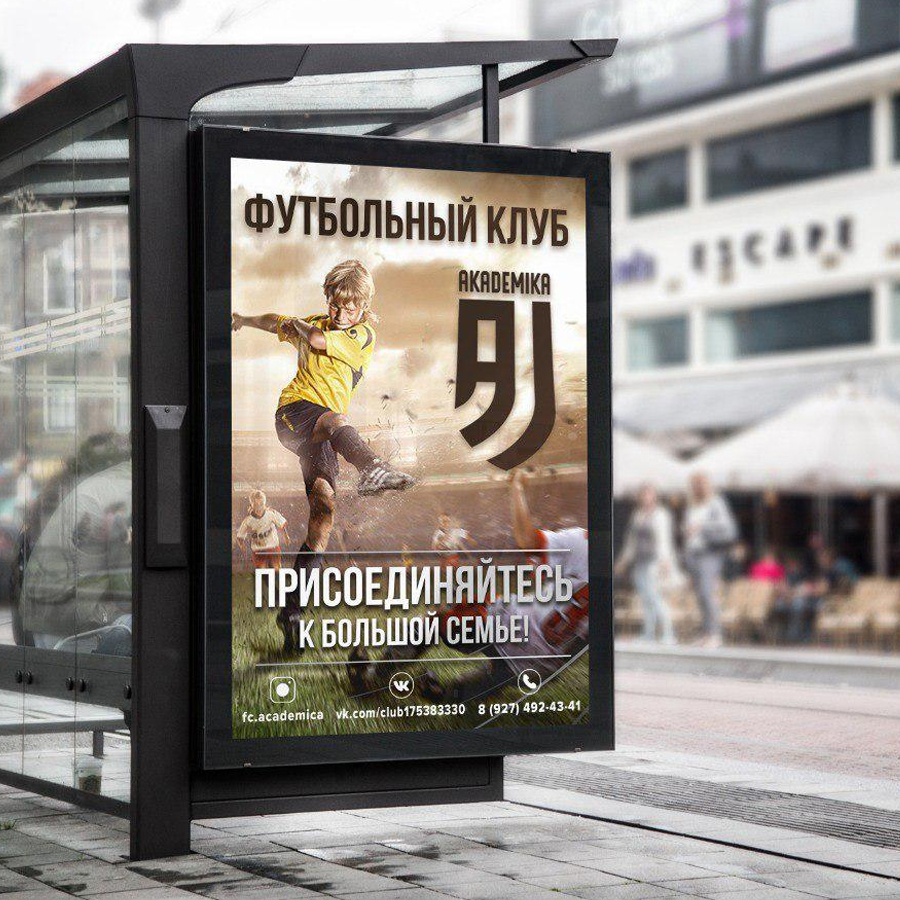 ФУТБОЛЬНЫЙ КЛУБ
AKADEMIKA
ПРИСОЕДИНЯЙТЕСЬ
К БОЛЬШОЙ СЕМЬЕ!
fc.academica vk.com/club175383330 8 (927) 492-43-41
ESCAPE